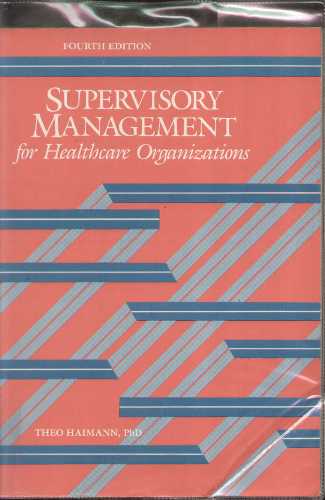 FOURTH EDITION
SUPERVISORY
MANAGEMENT
for Healthcare Organizations
THEO HAIMANN, PhD